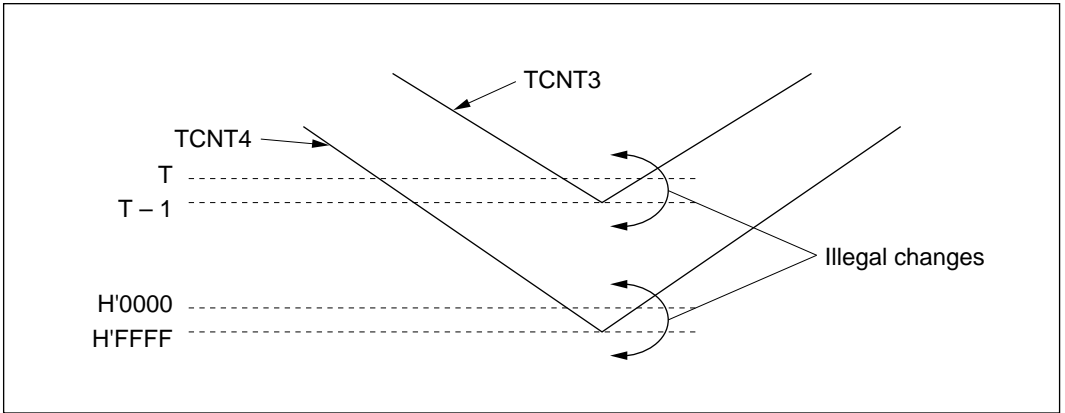 TCNT3
TCNT4
T
T – 1
Illegal changes
H'0000
H'FFFF